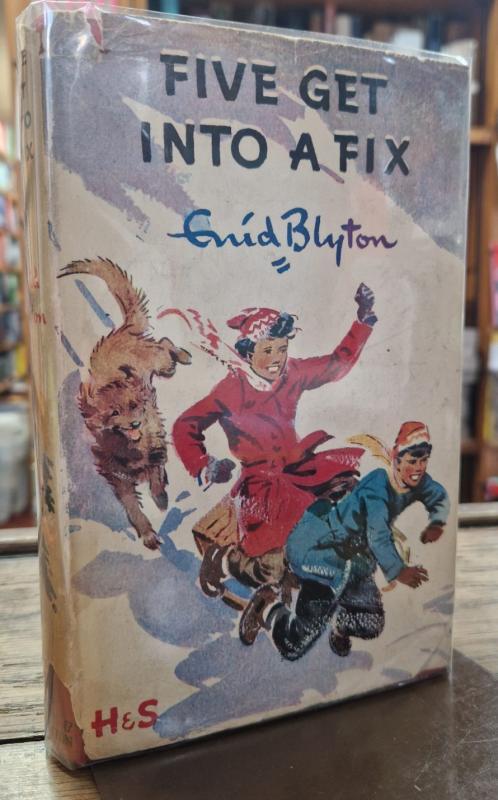 FIVE GET
INTO A FIX
Enid Blyton
H&S